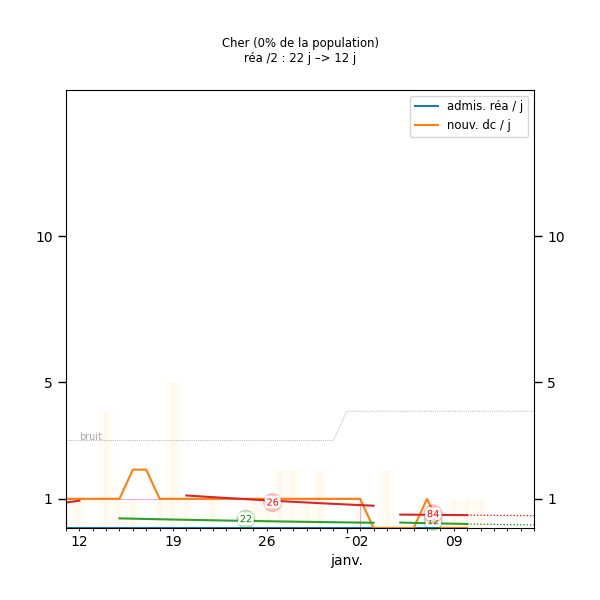 Cher (0% de la population)
réa /2 : 22 j –> 12 j
admis. réa / j
nouv. dc / j
10 10
5 5
bruit
1 1
26
22
84
12
12 19 26 02 09
janv.